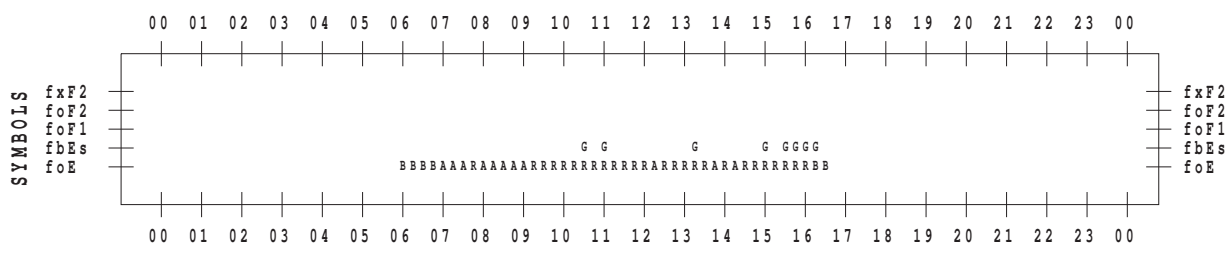 00 01 02 03 04 05 06 07 08 09 10 11 12 13 14 15 16 17 18 19 20 21 22 23 00
SYMBOLS
fxF2 fxF2
foF2 foF2
foF1 foF1
fbEs G G G G GGGG fbEs
foE BBBBAAARAAAAARRRRRRRRRRRRARRRRRARARRRRRRRBB foE
00 01 02 03 04 05 06 07 08 09 10 11 12 13 14 15 16 17 18 19 20 21 22 23 00